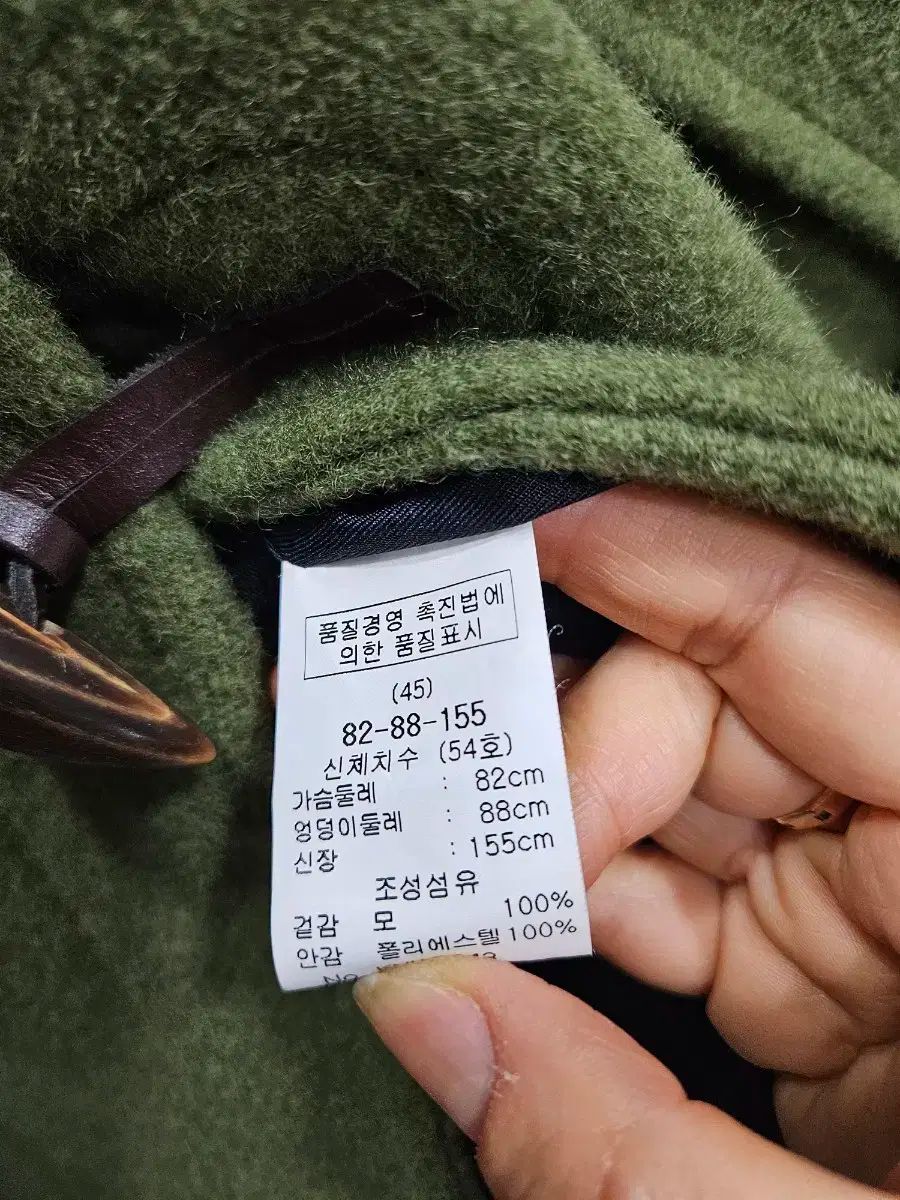 품질경영 촉진법에
의한 품질표시
(45)
82-88-155
신체치수 (54호)
가슴둘레 : 82cm
엉덩이둘레 : 88cm
신장 : 155cm
조성섬유
겉감 모 100%
안감 폴리에스텔 100%